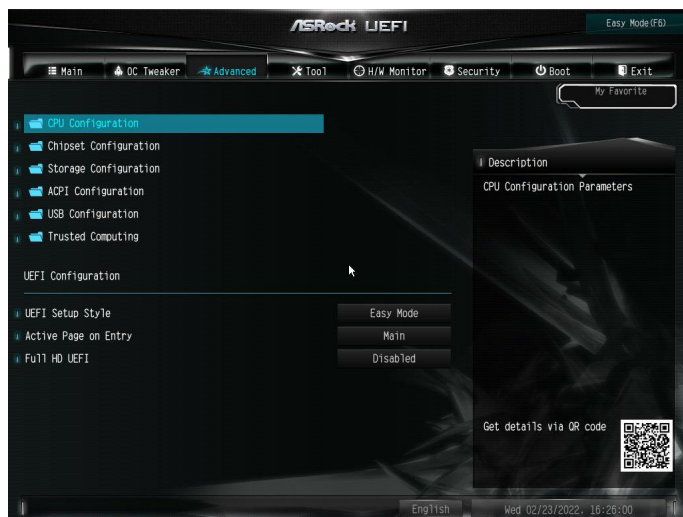 ASRock UEFI
Easy Mode(F6)
Main
OC Tweaker
Advanced
Tool
H/W Monitor
Security
Boot
Exit
My Favorite
CPU Configuration
Chipset Configuration
Storage Configuration
ACPI Configuration
USB Configuration
Trusted Computing
UEFI Configuration
UEFI Setup Style
Easy Mode
Active Page on Entry
Main
Full HD UEFI
Disabled
Description
CPU Configuration Parameters
Get details via QR code
English
Wed 02/23/2022. 16:26:00